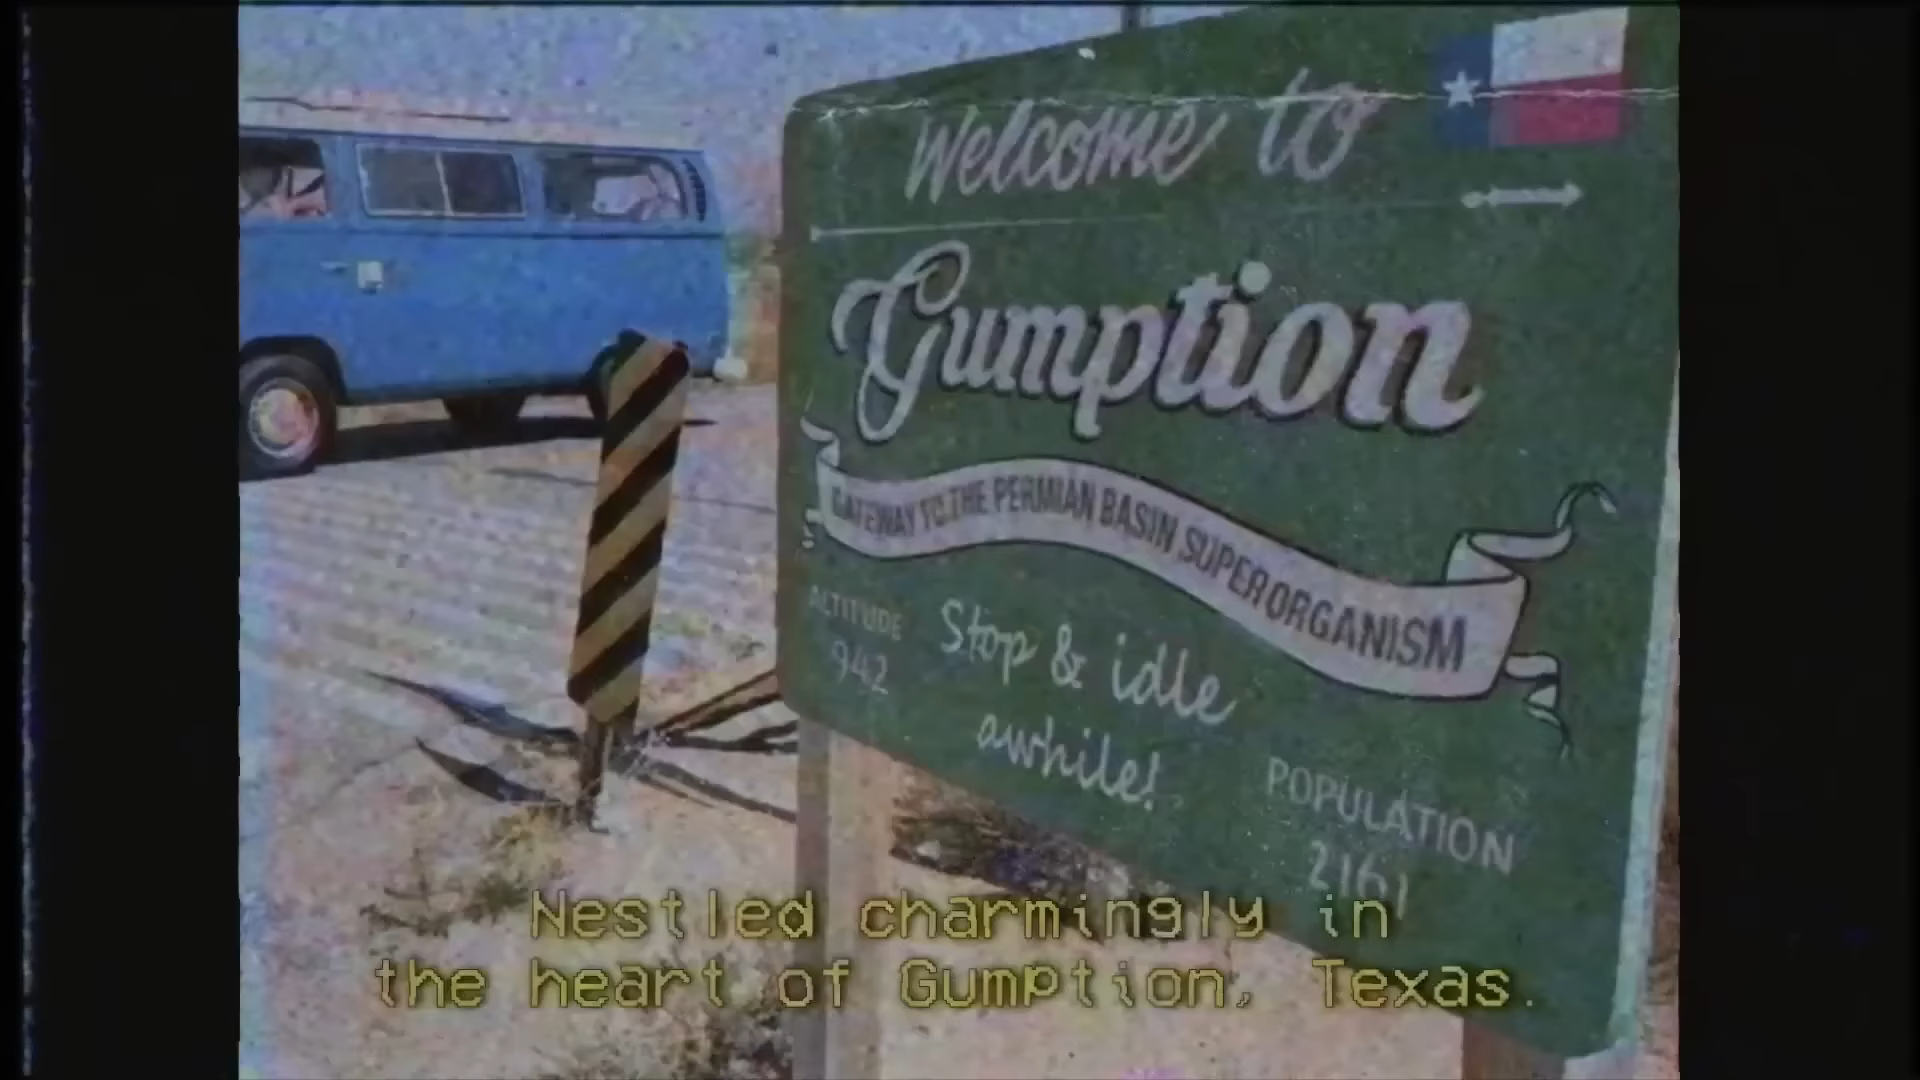 Welcome to
Gumption
GATEWAY TO THE PERMIAN BASIN SUPERORGANISM
ALTITUDE
942
Stop & idle
awhile!
POPULATION
2161
Nestled charmingly in
the heart of Gumption, Texas.